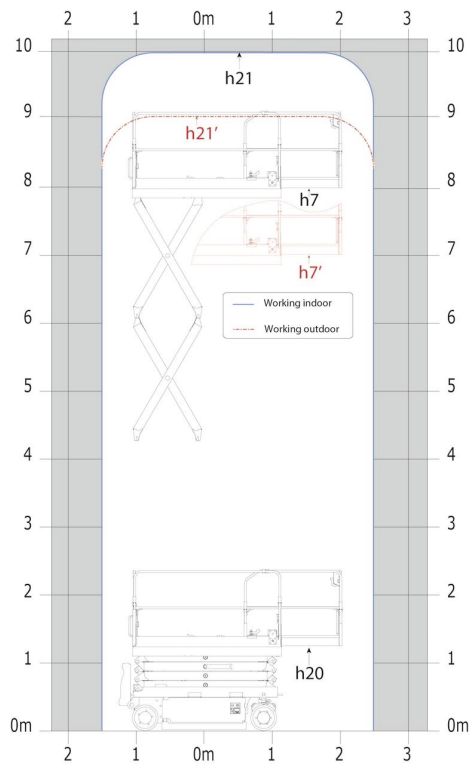 2 1 0m 1 2 3
10 10
h21
9 9
h21’
8 8
h7
7 7
h7’
Working indoor
6 6
Working outdoor
5 5
4 4
3 3
2 2
1 1
h20
0m 0m
2 1 0m 1 2 3